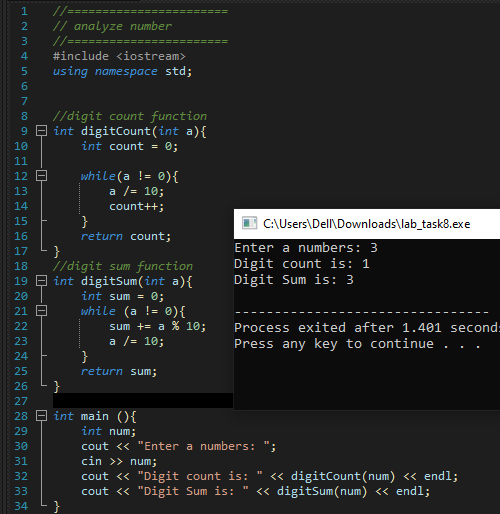 1 //========================
2 // analyze number
3 //========================
4 #include <iostream>
5 using namespace std;
6
7
8 //digit count function
9 int digitCount(int a){
10 int count = 0;
11
12 while(a != 0){
13 a /= 10;
14 count++;
15 }
16 return count;
17 }
18 //digit sum function
19 int digitSum(int a){
20 int sum = 0;
21 while (a != 0){
22 sum += a % 10;
23 a /= 10;
24 }
25 return sum;
26 }
27
28 int main (){
29 int num;
30 cout << "Enter a numbers: ";
31 cin >> num;
32 cout << "Digit count is: " << digitCount(num) << endl;
33 cout << "Digit Sum is: " << digitSum(num) << endl;
34 }
C:\Users\Dell\Downloads\lab_task8.exe
Enter a numbers: 3
Digit count is: 1
Digit Sum is: 3
--------------------------------
Process exited after 1.401 seconds
Press any key to continue . . .